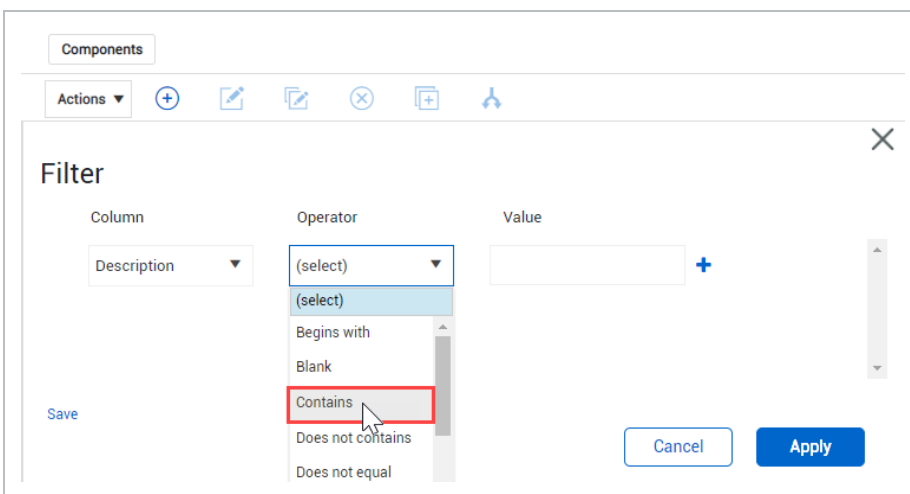 Components
Actions
Filter
Column Operator Value
Description (select)
(select)
Begins with
Blank
Contains
Save
Does not contains
Cancel Apply
Does not equal